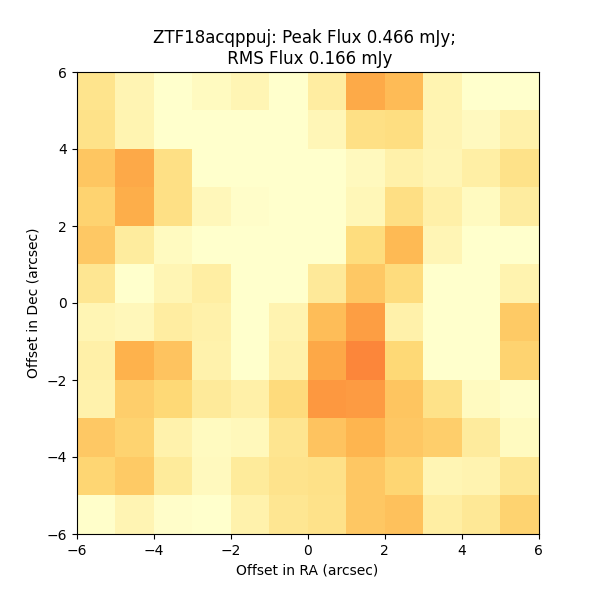 ZTF18acqppuj: Peak Flux 0.466 mJy;
RMS Flux 0.166 mJy
6
4
2
0
−2
−4
−6
Offset in Dec (arcsec)
−6 −4 −2 0 2 4 6
Offset in RA (arcsec)